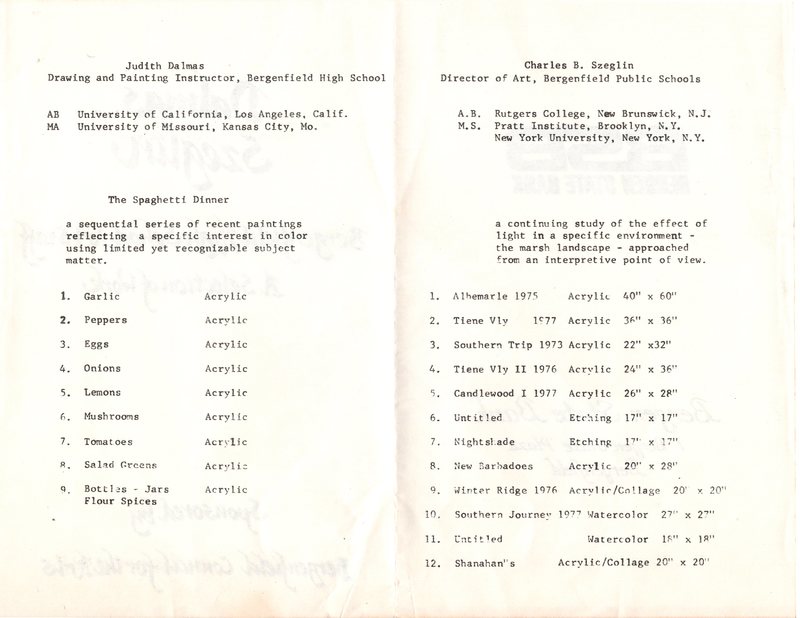 Judith Dalmas
Drawing and Painting Instructor, Bergenfield High School
AB University of California, Los Angeles, Calif.
MA University of Missouri, Kansas City, Mo.
The Spaghetti Dinner
a sequential series of recent paintings
reflecting a specific interest in color
using limited yet recognizable subject
matter.
1. Garlic Acrylic
2. Peppers Acrylic
3. Eggs Acrylic
4. Onions Acrylic
5. Lemons Acrylic
6. Mushrooms Acrylic
7. Tomatoes Acrylic
8. Salad Greens Acrylic
9. Bottles - Jars Acrylic
Flour Spices
Charles B. Szeglin
Director of Art, Bergenfield Public Schools
A.B. Rutgers College, New Brunswick, N.J.
M.S. Pratt Institute, Brooklyn, N.Y.
New York University, New York, N.Y.
a continuing study of the effect of
light in a specific environment -
the marsh landscape - approached
from an interpretive point of view.
1. Albemarle 1975 Acrylic 40" x 60"
2. Tiene Vly 1977 Acrylic 36" x 36"
3. Southern Trip 1973 Acrylic 22" x32"
4. Tiene Vly II 1976 Acrylic 24" x 36"
5. Candlewood I 1977 Acrylic 26" x 28"
6. Untitled Etching 17" x 17"
7. Nightshade Etching 17" x 17"
8. New Barbadoes Acrylic 20" x 28"
9. Winter Ridge 1976 Acrylic/Collage 20" x 20"
10. Southern Journey 1977 Watercolor 27" x 27"
11. Untitled Watercolor 18" x 18"
12. Shanahan"s Acrylic/Collage 20" x 20"